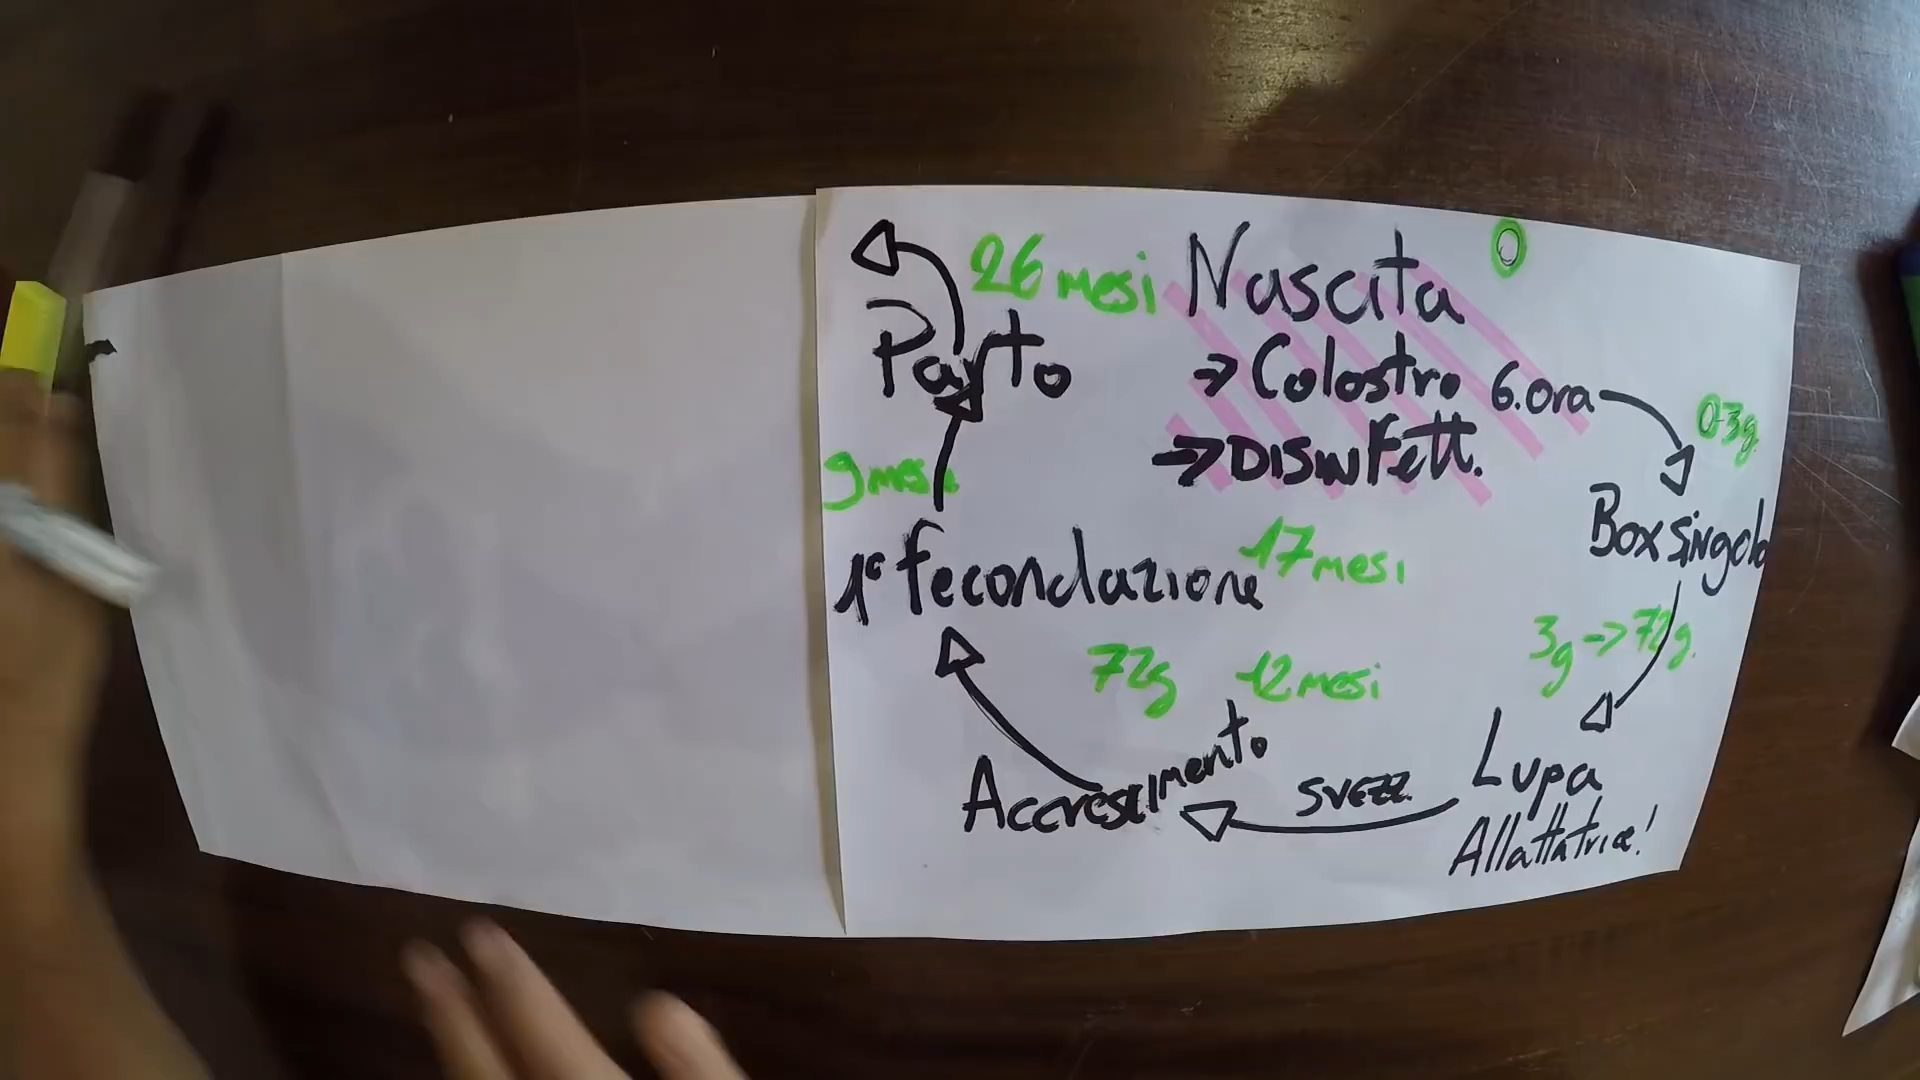 Nascita 0
→ Colostro 6.ora
→ DISINFett.
0-3g.
Box singolo
3g → 72g.
Lupa
Allattatrice!
SVEZZ.
Accrescimento
72g 12 mesi
1ª Fecondazione 17 mesi
9 mesi
Parto
26 mesi